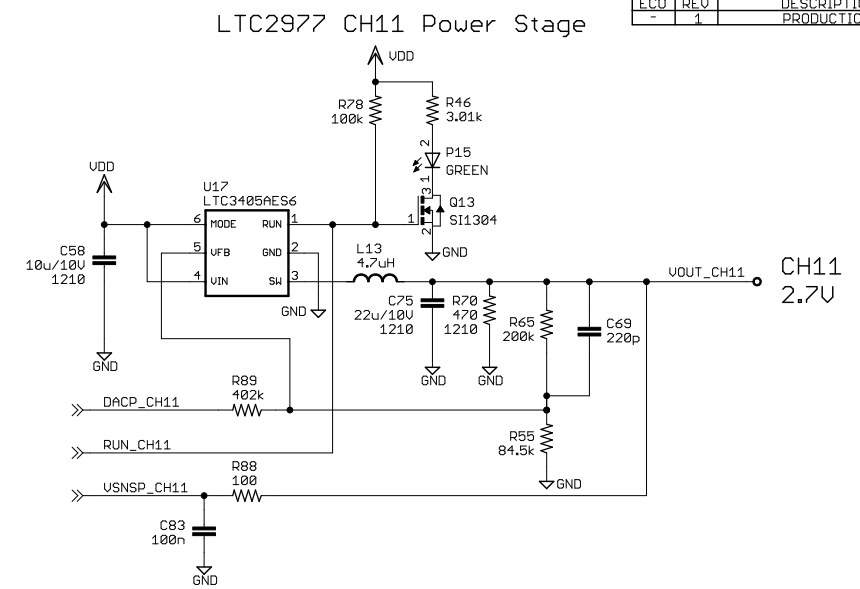 LTC2977 CH11 Power Stage
ECO REV DESCRIPTIO
- 1 PRODUCTIO
VDD
R78
100k
R46
3.01k
2
P15
GREEN
1
3
Q13
SI1304
1
2
GND
VDD
U17
LTC3405AES6
6 MODE RUN 1
5 VFB GND 2
4 VIN SW 3
C58
10u/10V
1210
GND
GND
L13
4.7uH
VOUT_CH11
CH11
2.7V
C75
22u/10V
1210
R70
470
1210
R65
200k
C69
220p
GND
GND
R89
402k
DACP_CH11
R55
84.5k
RUN_CH11
R88
100
VSNSP_CH11
GND
C83
100n
GND